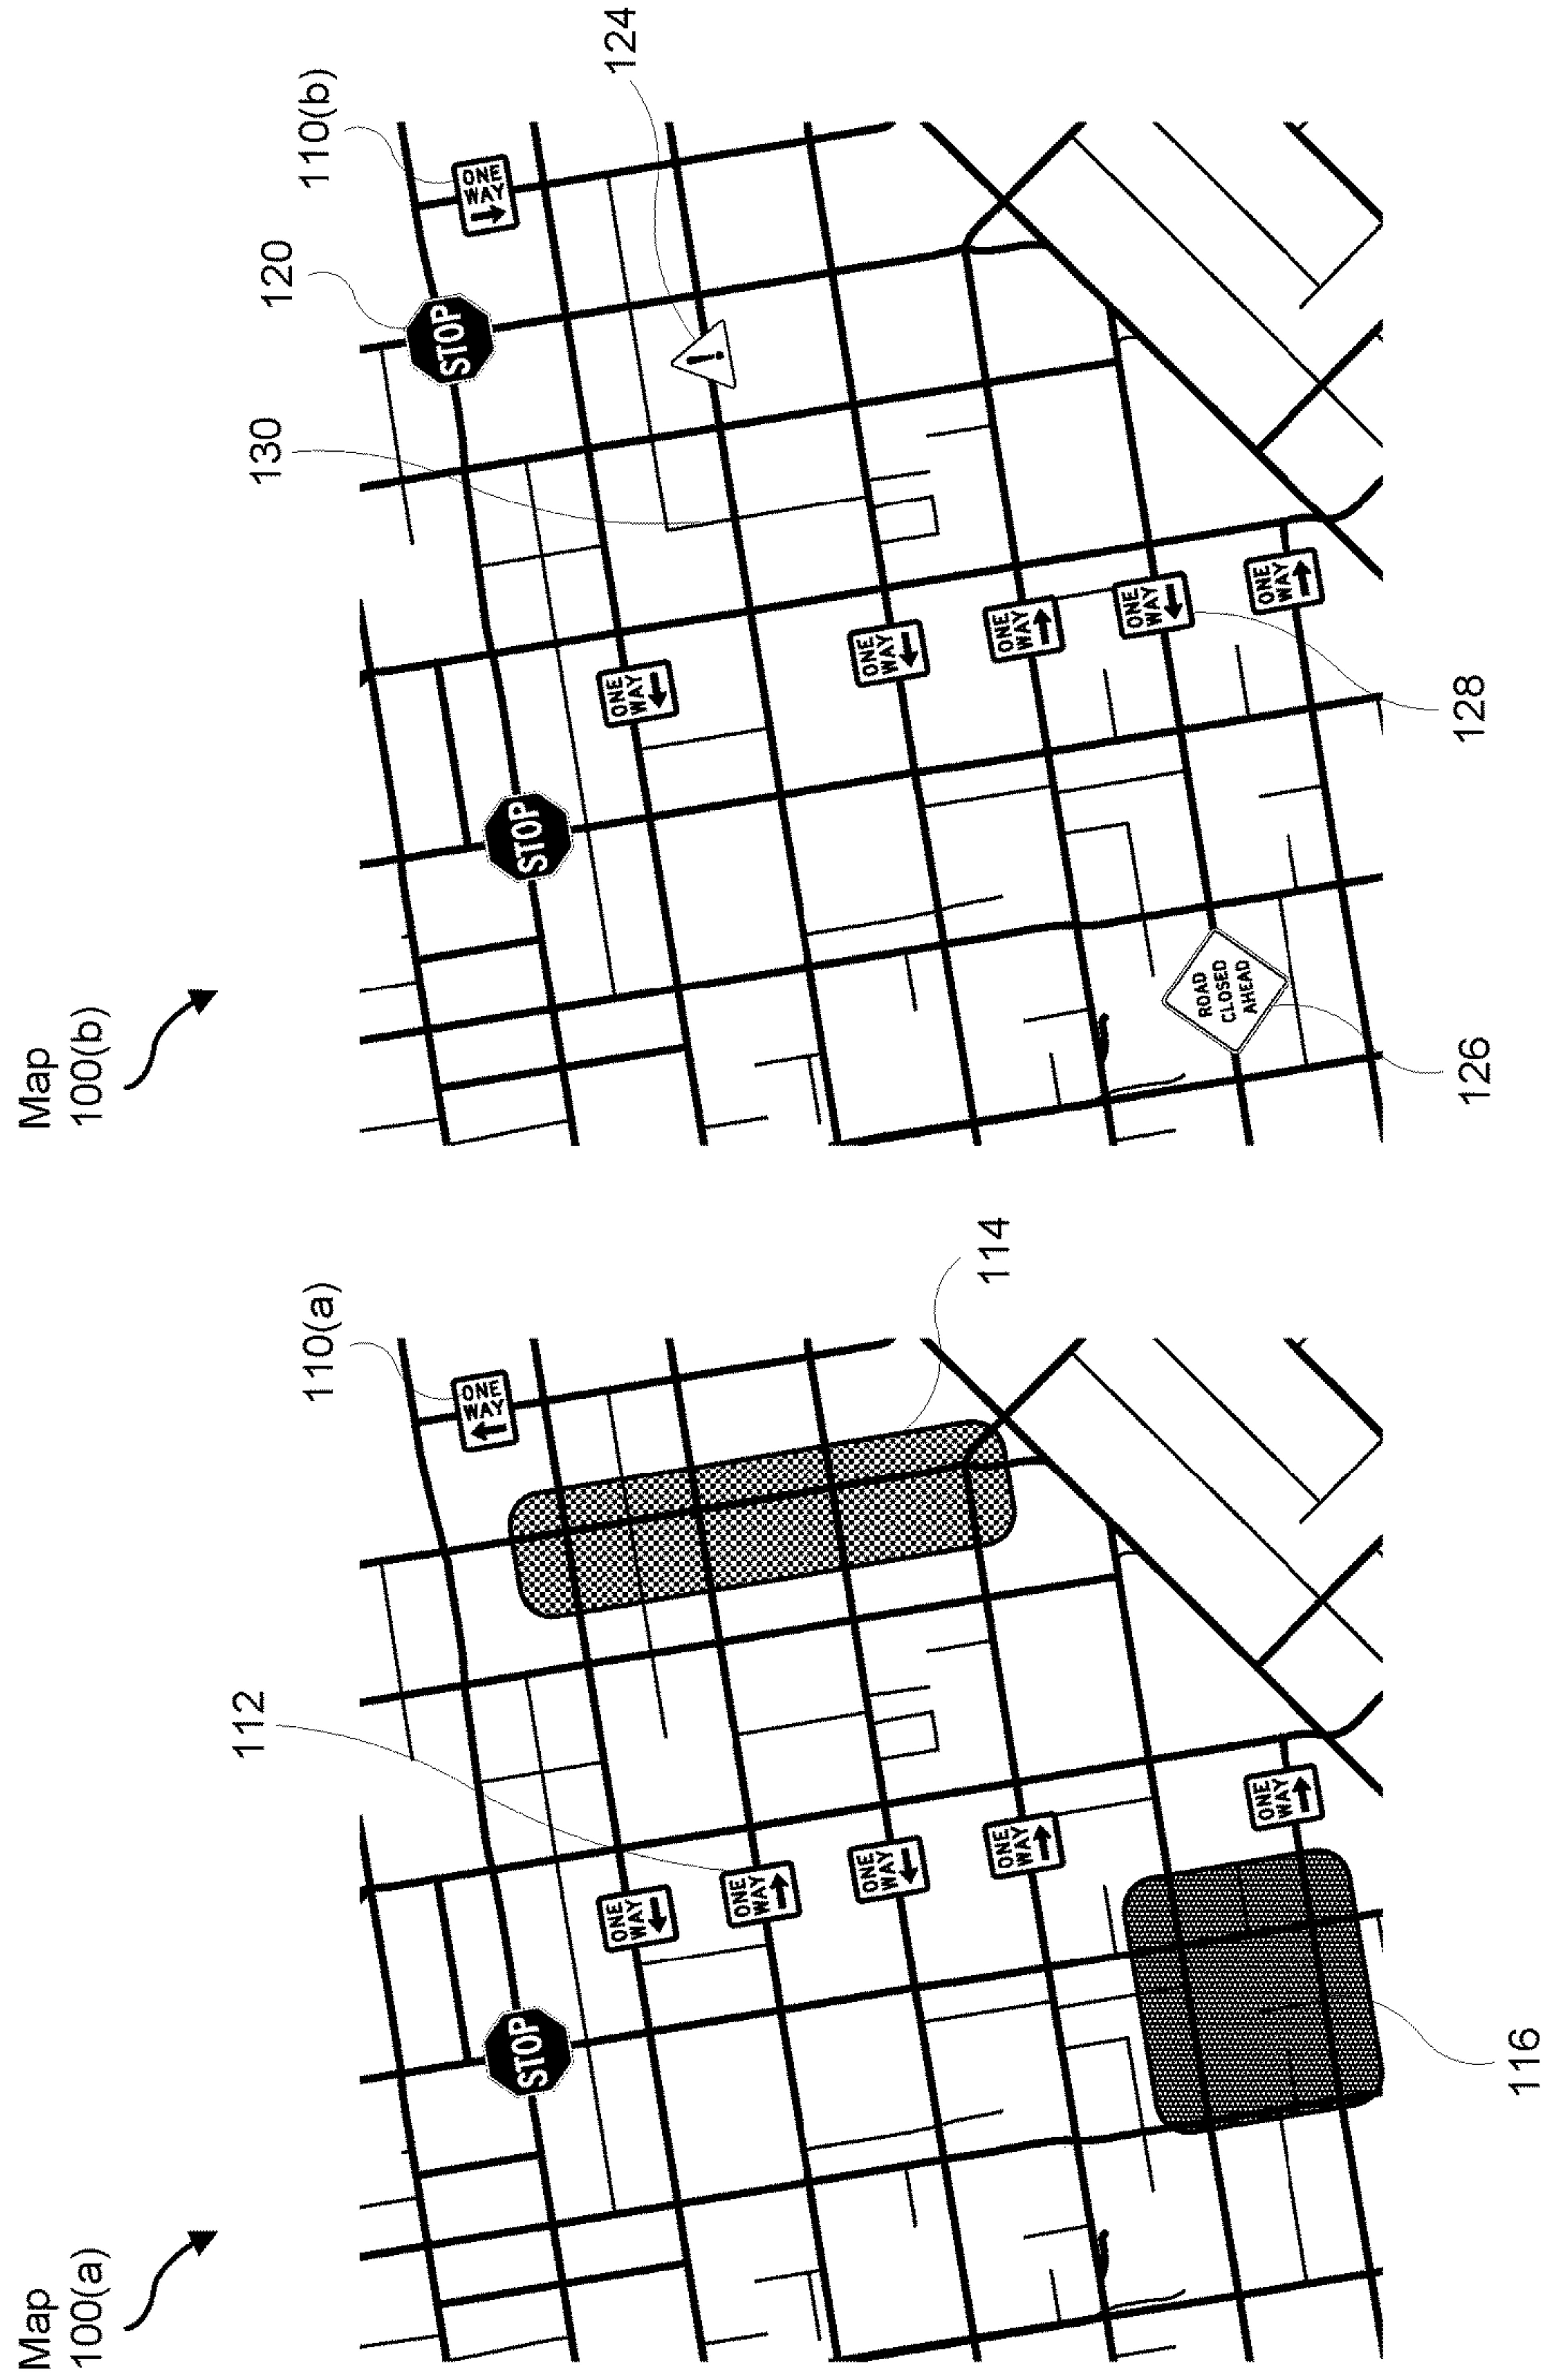 Map
100(a)
110(a)
ONE
WAY
112
114
STOP
ONE
WAY
ONE
WAY
ONE
WAY
ONE
WAY
ONE
WAY
116
Map
100(b)
110(b)
ONE
WAY
120
STOP
124
130
STOP
ONE
WAY
ONE
WAY
ONE
WAY
ONE
WAY
ONE
WAY
128
ROAD
CLOSED
AHEAD
126